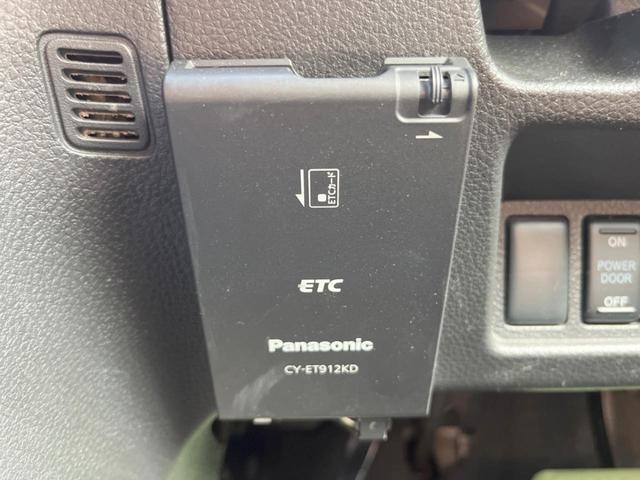 ETCカード
ETC
Panasonic
CY-ET912KD
ON
POWER
DOOR
OFF